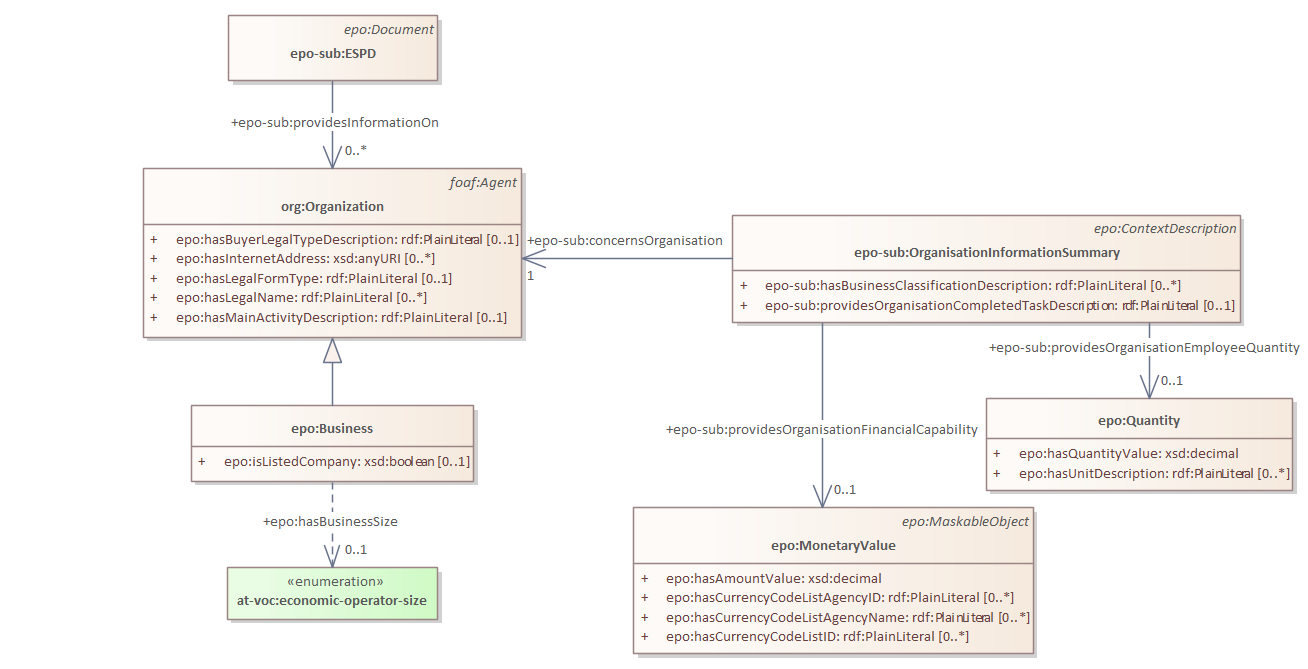 epo:Document
epo-sub:ESPD
+epo-sub:providesInformationOn
0..*
foaf:Agent
org:Organization
+ epo:hasBuyerLegalTypeDescription: rdf:PlainLiteral [0..1]
+ epo:hasInternetAddress: xsd:anyURI [0..*]
+ epo:hasLegalFormType: rdf:PlainLiteral [0..1]
+ epo:hasLegalName: rdf:PlainLiteral [0..*]
+ epo:hasMainActivityDescription: rdf:PlainLiteral [0..1]
+epo-sub:concernsOrganisation
1
epo:ContextDescription
epo-sub:OrganisationInformationSummary
+ epo-sub:hasBusinessClassificationDescription: rdf:PlainLiteral [0..*]
+ epo-sub:providesOrganisationCompletedTaskDescription: rdf:PlainLiteral [0..1]
+epo-sub:providesOrganisationEmployeeQuantity
0..1
epo:Quantity
+ epo:hasQuantityValue: xsd:decimal
+ epo:hasUnitDescription: rdf:PlainLiteral [0..*]
epo:Business
+ epo:isListedCompany: xsd:boolean [0..1]
+epo:hasBusinessSize
0..1
«enumeration»
at-voc:economic-operator-size
+epo-sub:providesOrganisationFinancialCapability
0..1
epo:MaskableObject
epo:MonetaryValue
+ epo:hasAmountValue: xsd:decimal
+ epo:hasCurrencyCodeListAgencyID: rdf:PlainLiteral [0..*]
+ epo:hasCurrencyCodeListAgencyName: rdf:PlainLiteral [0..*]
+ epo:hasCurrencyCodeListID: rdf:PlainLiteral [0..*]